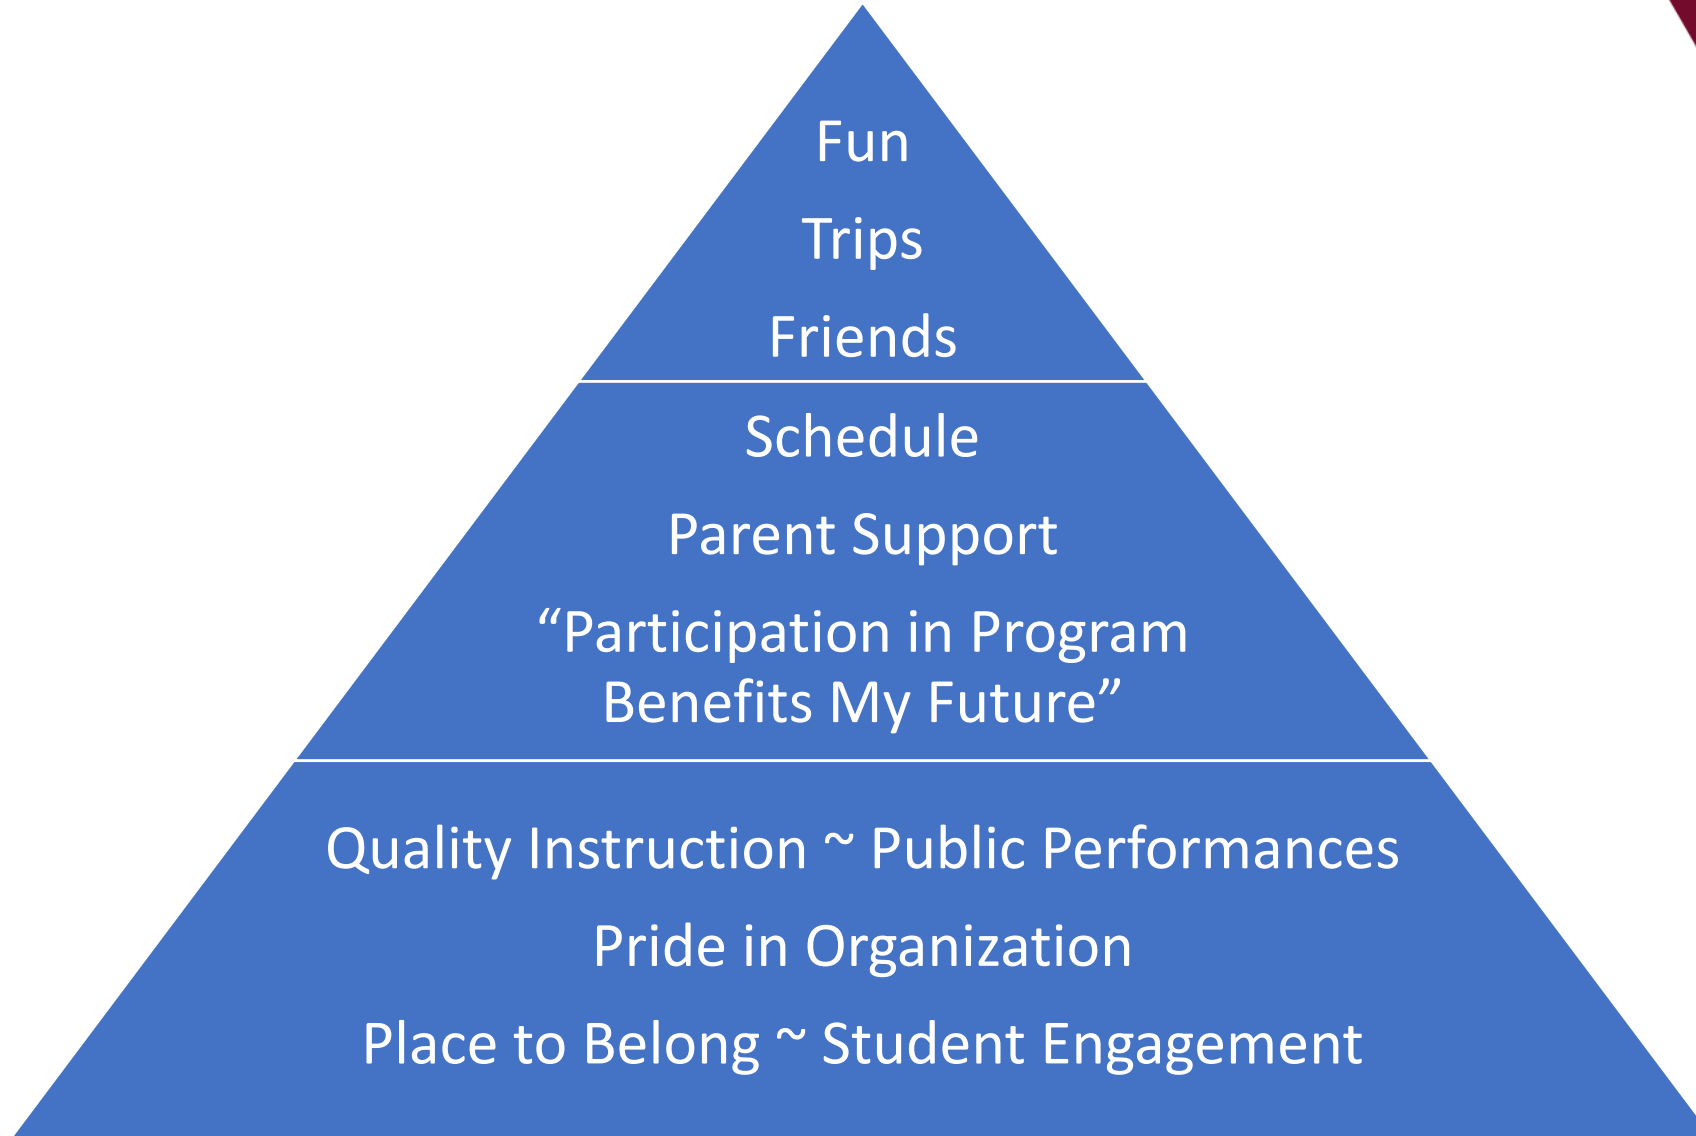 Fun
Trips
Friends
Schedule
Parent Support
“Participation in Program
Benefits My Future”
Quality Instruction ~ Public Performances
Pride in Organization
Place to Belong ~ Student Engagement